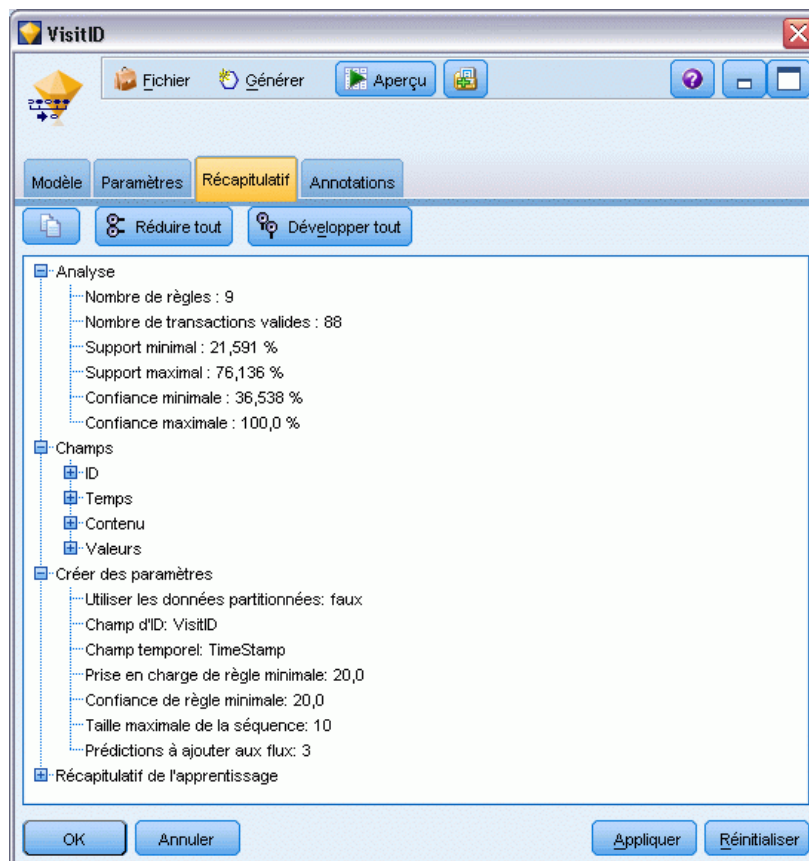 VisitID
Fichier Générer Aperçu
Modèle Paramètres Récapitulatif Annotations
Réduire tout Développer tout
Analyse
Nombre de règles : 9
Nombre de transactions valides : 88
Support minimal : 21,591 %
Support maximal : 76,136 %
Confiance minimale : 36,538 %
Confiance maximale : 100,0 %
Champs
ID
Temps
Contenu
Valeurs
Créer des paramètres
Utiliser les données partitionnées: faux
Champ d'ID: VisitID
Champ temporel: TimeStamp
Prise en charge de règle minimale: 20,0
Confiance de règle minimale: 20,0
Taille maximale de la séquence: 10
Prédictions à ajouter aux flux: 3
Récapitulatif de l'apprentissage
OK Annuler Appliquer Réinitialiser